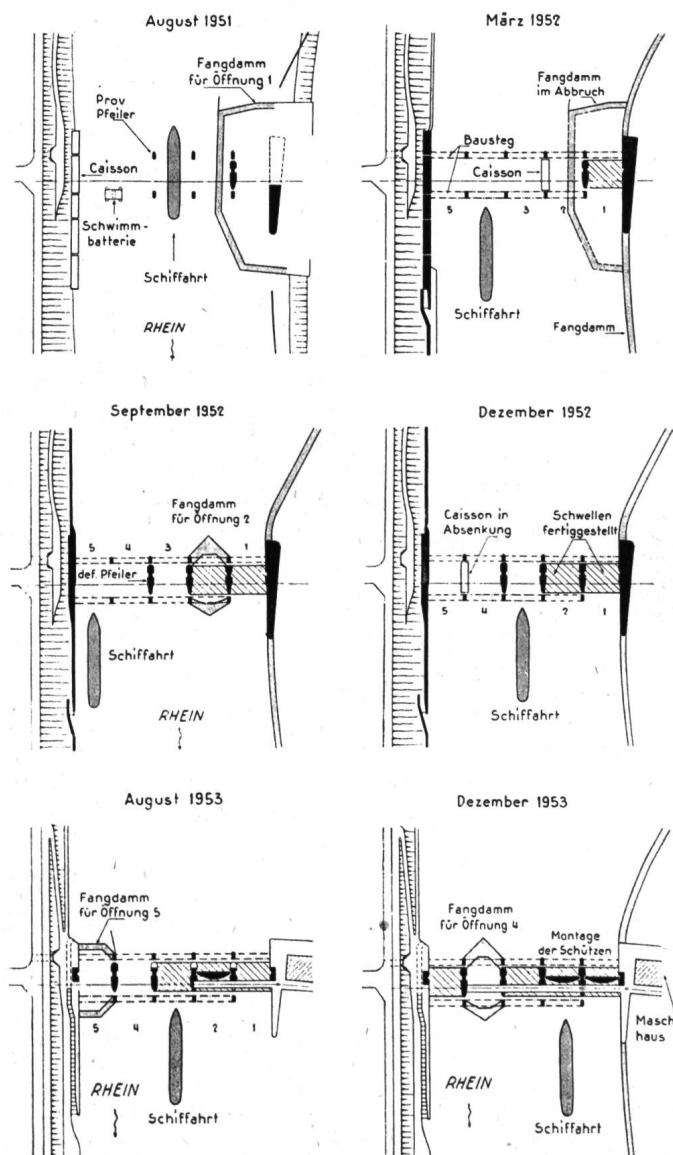 August 1951
Fangdamm
für Öffnung 1
Prov
Pfeiler
Caisson
Schwimm-
batterie
Schiffahrt
RHEIN
März 1952
Fangdamm
im Abbruch
Bausteg
Caisson
5 3 2 1
Schiffahrt
Fangdamm
September 1952
Fangdamm
für Öffnung 2
5 4 3 1
def. Pfeiler
Schiffahrt
RHEIN
Dezember 1952
Caisson in
Absenkung
Schwellen
fertiggestellt
5 4 2 1
Schiffahrt
August 1953
Fangdamm
für Öffnung 5
5 4 2 1
RHEIN
Schiffahrt
Dezember 1953
Fangdamm
für Öffnung 4
Montage
der Schützen
Masch
haus
RHEIN
Schiffahrt